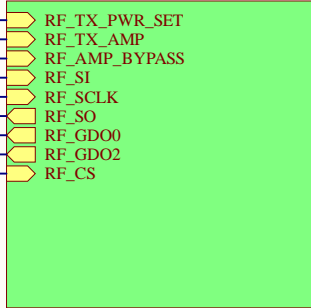 RF_TX_PWR_SET
RF_TX_AMP
RF_AMP_BYPASS
RF_SI
RF_SCLK
RF_SO
RF_GDO0
RF_GDO2
RF_CS